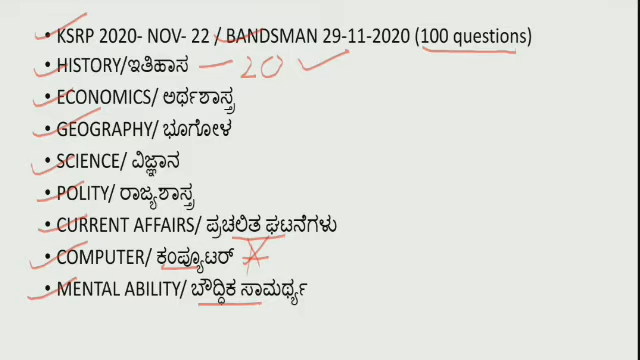 • KSRP 2020- NOV- 22 / BANDSMAN 29-11-2020 (100 questions)
• HISTORY/ಇತಿಹಾಸ — 20
• ECONOMICS/ ಅರ್ಥಶಾಸ್ತ್ರ
• GEOGRAPHY/ ಭೂಗೋಳ
• SCIENCE/ ವಿಜ್ಞಾನ
• POLITY/ ರಾಜ್ಯಶಾಸ್ತ್ರ
• CURRENT AFFAIRS/ ಪ್ರಚಲಿತ ಘಟನೆಗಳು
• COMPUTER/ ಕಂಪ್ಯೂಟರ್
• MENTAL ABILITY/ ಬೌದ್ಧಿಕ ಸಾಮರ್ಥ್ಯ